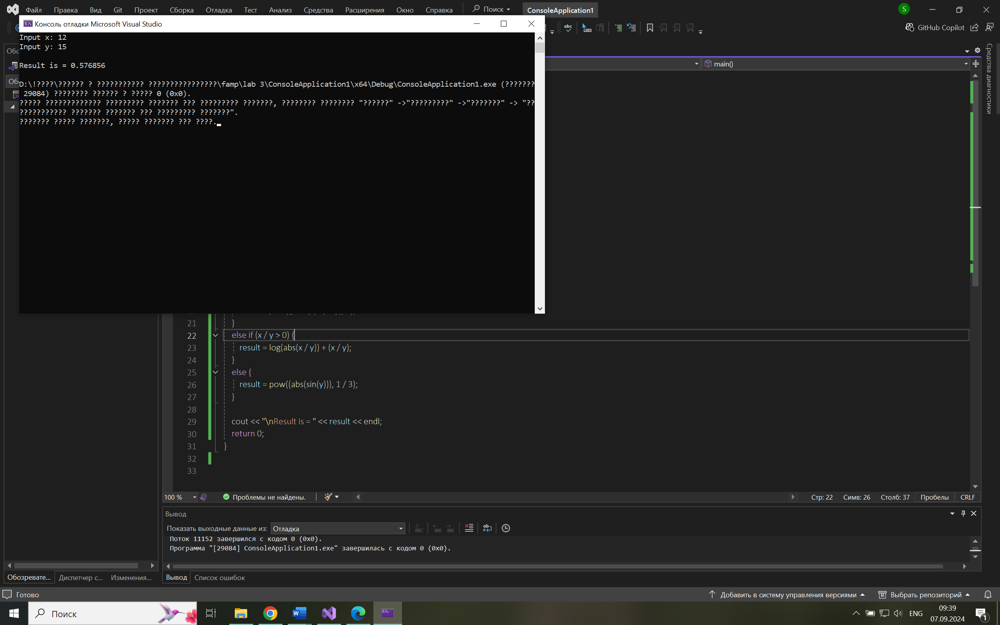 Файл Правка Вид Git Проект Сборка Отладка Тест Анализ Средства Расширения Окно Справка Поиск ConsoleApplication1 S
Консоль отладки Microsoft Visual Studio
GitHub Copilot
Input x: 12
Input y: 15
main()
Средства диагностики
Result is = 0.576856
D:\!????\?????? ? ??????????? ????????????????\famp\lab 3\ConsoleApplication1\x64\Debug\ConsoleApplication1.exe (???????
29084) ???????? ?????? ? ????? 0 (0x0).
????? ????????????? ????????? ??????? ??? ????????? ???????, ???????? ???????? "??????" ->"?????????" ->"???????" -> "??
??????????? ??????? ??????? ??? ????????? ???????".
??????? ????? ???????, ????? ??????? ??? ????.
21 }
22 else if (x / y > 0) {
23 result = log(abs(x / y)) + (x / y);
24 }
25 else {
26 result = pow((abs(sin(y))), 1 / 3);
27 }
28
29 cout << "\nResult is = " << result << endl;
30 return 0;
31 }
32
33
100 % Проблемы не найдены. Стр: 22 Симв: 26 Столб: 37 Пробелы CRLF
Вывод
Показать выходные данные из: Отладка
Поток 11152 завершился с кодом 0 (0x0).
Программа "[29084] ConsoleApplication1.exe" завершилась с кодом 0 (0x0).
Обозревате... Диспетчер с... Изменения... Вывод Список ошибок
Готово Добавить в систему управления версиями Выбрать репозиторий
Поиск ENG 09:39
07.09.2024 1